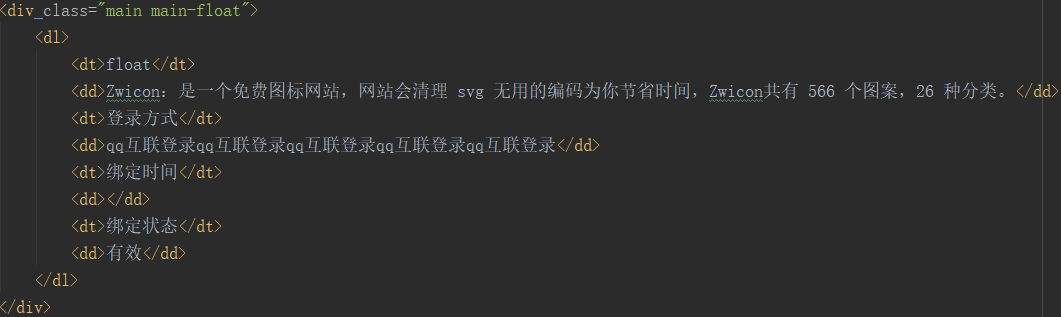 <div_class="main main-float">
<dl>
<dt>float</dt>
<dd>Zwicon：是一个免费图标网站，网站会清理 svg 无用的编码为你节省时间，Zwicon共有 566 个图案，26 种分类。</dd>
<dt>登录方式</dt>
<dd>qq互联登录qq互联登录qq互联登录qq互联登录qq互联登录</dd>
<dt>绑定时间</dt>
<dd></dd>
<dt>绑定状态</dt>
<dd>有效</dd>
</dl>
</div>